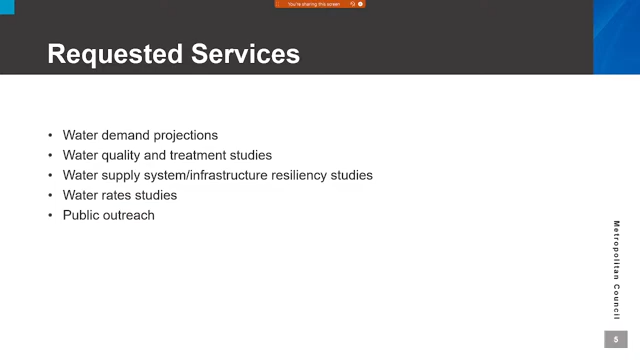 You're sharing this screen
Requested Services
• Water demand projections
• Water quality and treatment studies
• Water supply system/infrastructure resiliency studies
• Water rates studies
• Public outreach
Metropolitan Council
5